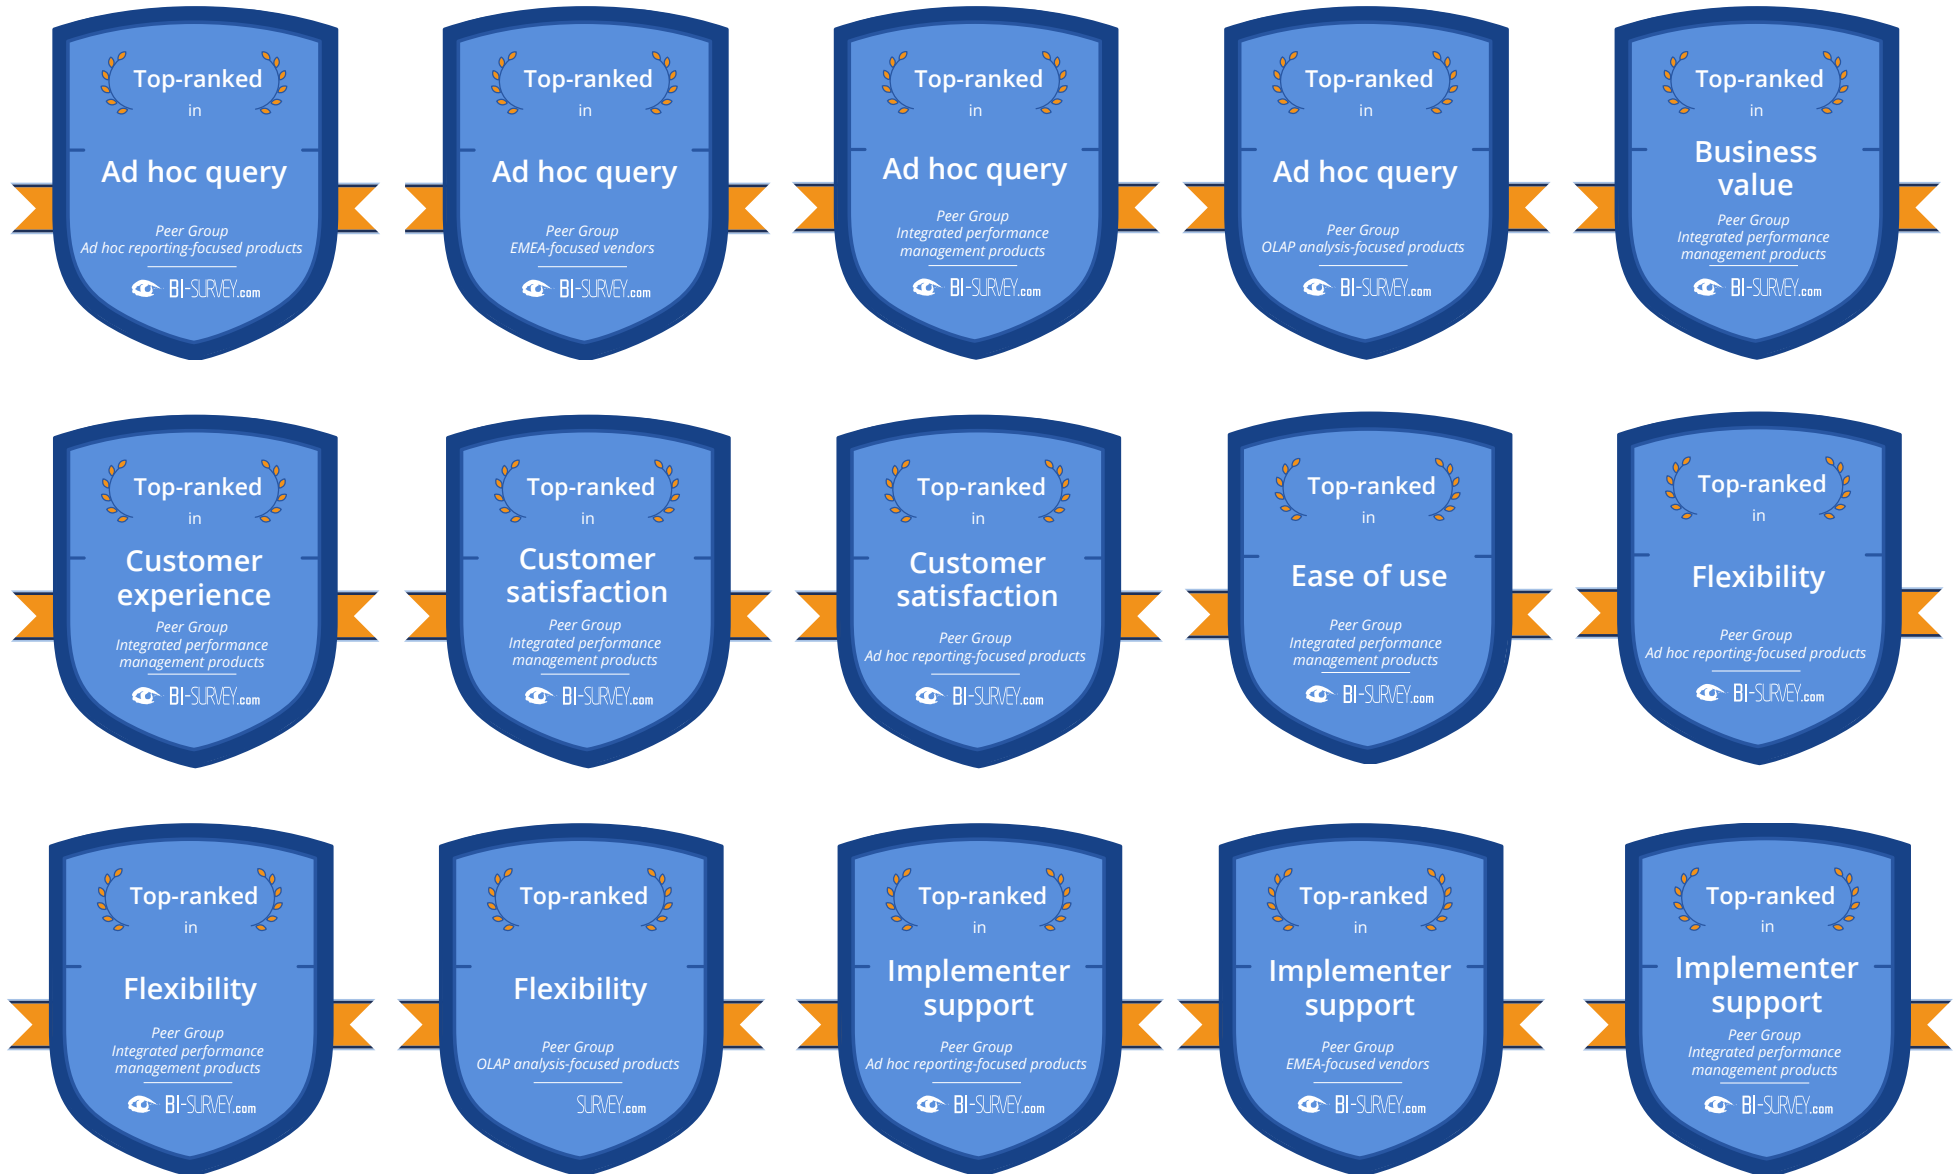 Top-ranked
in
Ad hoc query
Peer Group
Ad hoc reporting-focused products
BI-SURVEY.com
Top-ranked
in
Ad hoc query
Peer Group
EMEA-focused vendors
BI-SURVEY.com
Top-ranked
in
Ad hoc query
Peer Group
Integrated performance
management products
BI-SURVEY.com
Top-ranked
in
Ad hoc query
Peer Group
OLAP analysis-focused products
BI-SURVEY.com
Top-ranked
in
Business
value
Peer Group
Integrated performance
management products
BI-SURVEY.com
Top-ranked
in
Customer
experience
Peer Group
Integrated performance
management products
BI-SURVEY.com
Top-ranked
in
Customer
satisfaction
Peer Group
Integrated performance
management products
BI-SURVEY.com
Top-ranked
in
Customer
satisfaction
Peer Group
Ad hoc reporting-focused products
BI-SURVEY.com
Top-ranked
in
Ease of use
Peer Group
Integrated performance
management products
BI-SURVEY.com
Top-ranked
in
Flexibility
Peer Group
Ad hoc reporting-focused products
BI-SURVEY.com
Top-ranked
in
Flexibility
Peer Group
Integrated performance
management products
BI-SURVEY.com
Top-ranked
Flexibility
Peer Group
OLAP analysis-focused products
SURVEY.com
Top-ranked
in
Implementer
support
Peer Group
Ad hoc reporting-focused products
BI-SURVEY.com
Top-ranked
in
Implementer
support
Peer Group
EMEA-focused vendors
BI-SURVEY.com
Top-ranked
in
Implementer
support
Peer Group
Integrated performance
management products
BI-SURVEY.com